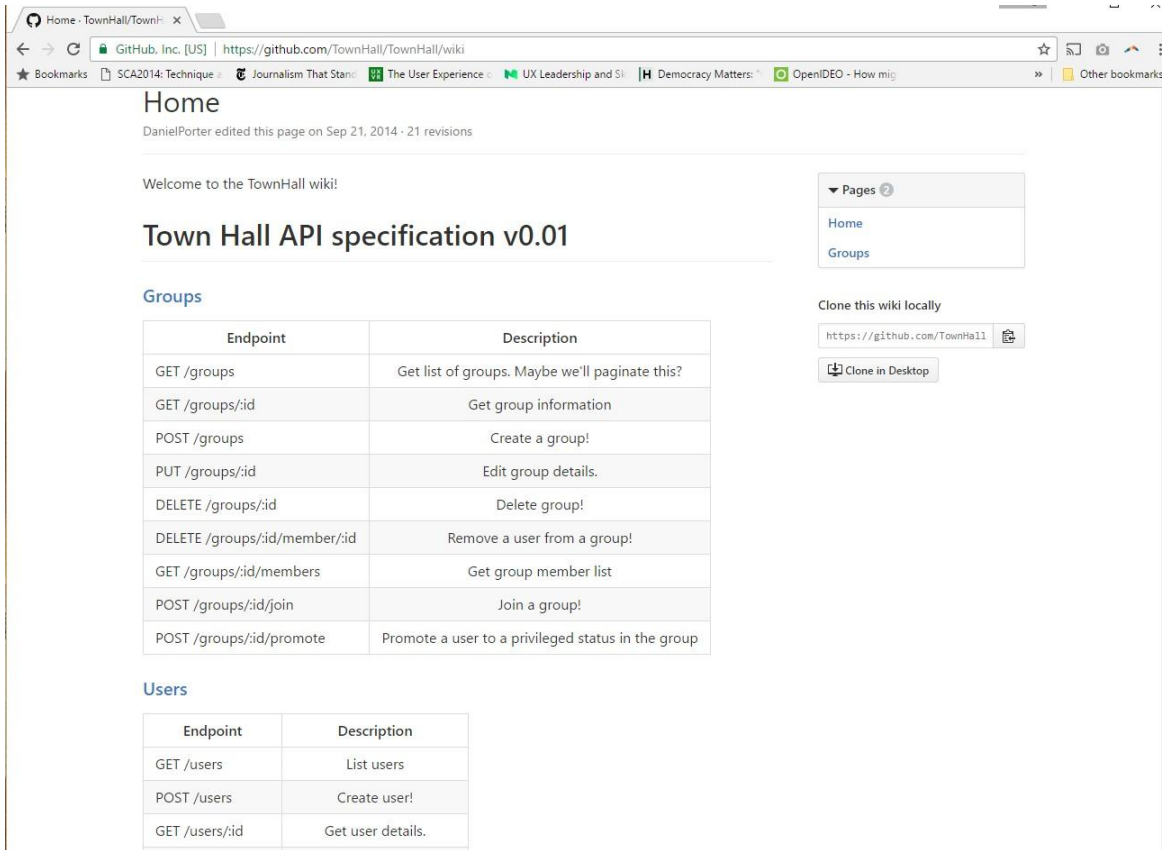 Home · TownHall/TownH
GitHub, Inc. [US] | https://github.com/TownHall/TownHall/wiki
Bookmarks SCA2014: Technique a Journalism That Stand The User Experience o UX Leadership and Sk Democracy Matters: " OpenIDEO - How mig » Other bookmarks
Home
DanielPorter edited this page on Sep 21, 2014 · 21 revisions
Welcome to the TownHall wiki!
Pages 2
Home
Groups
Town Hall API specification v0.01
Clone this wiki locally
https://github.com/TownHall
Clone in Desktop
Groups
Endpoint Description
GET /groups Get list of groups. Maybe we'll paginate this?
GET /groups/:id Get group information
POST /groups Create a group!
PUT /groups/:id Edit group details.
DELETE /groups/:id Delete group!
DELETE /groups/:id/member/:id Remove a user from a group!
GET /groups/:id/members Get group member list
POST /groups/:id/join Join a group!
POST /groups/:id/promote Promote a user to a privileged status in the group
Users
Endpoint Description
GET /users List users
POST /users Create user!
GET /users/:id Get user details.